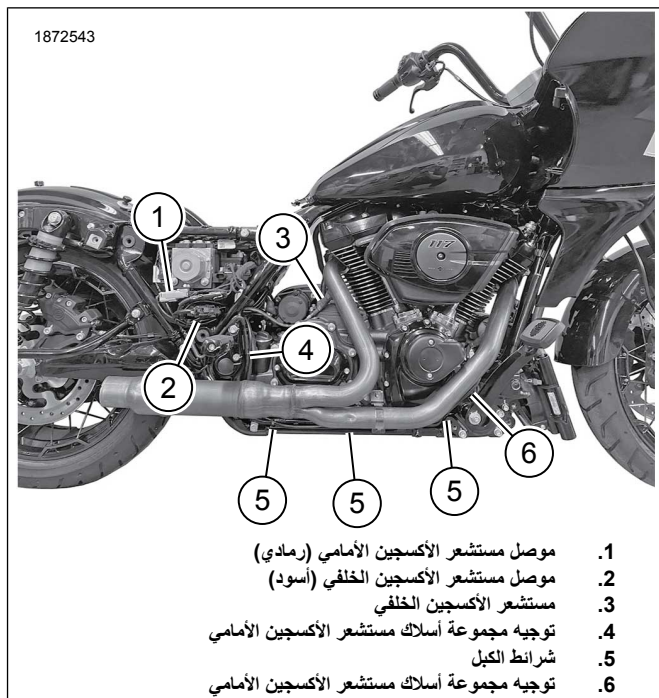 1872543
117
1
3
2
4
6
5
5
5
1. موصل مستشعر الأكسجين الأمامي (رمادي)
2. موصل مستشعر الأكسجين الخلفي (أسود)
3. مستشعر الأكسجين الخلفي
4. توجيه مجموعة أسلاك مستشعر الأكسجين الأمامي
5. شرائط الكبل
6. توجيه مجموعة أسلاك مستشعر الأكسجين الأمامي